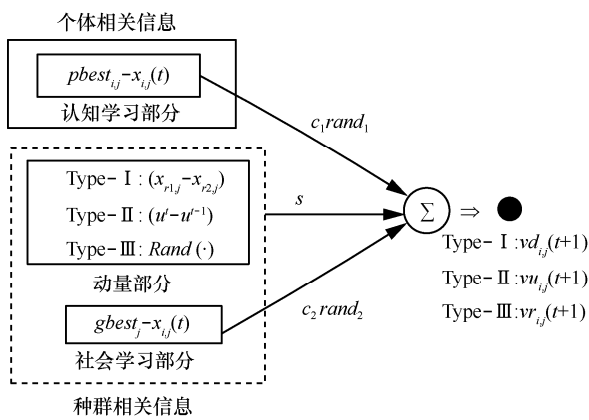 个体相关信息
pbest_{i,j}-x_{i,j}(t)
认知学习部分
c_1rand_1
Type-Ⅰ: (x_{r1,j}-x_{r2,j})
Type-Ⅱ: (u^t-u^{t-1})
Type-Ⅲ: Rand(·)
动量部分
s
Σ ⇒
Type-Ⅰ:vd_{i,j}(t+1)
Type-Ⅱ:vu_{i,j}(t+1)
Type-Ⅲ:vr_{i,j}(t+1)
gbest_j-x_{i,j}(t)
c_2rand_2
社会学习部分
种群相关信息